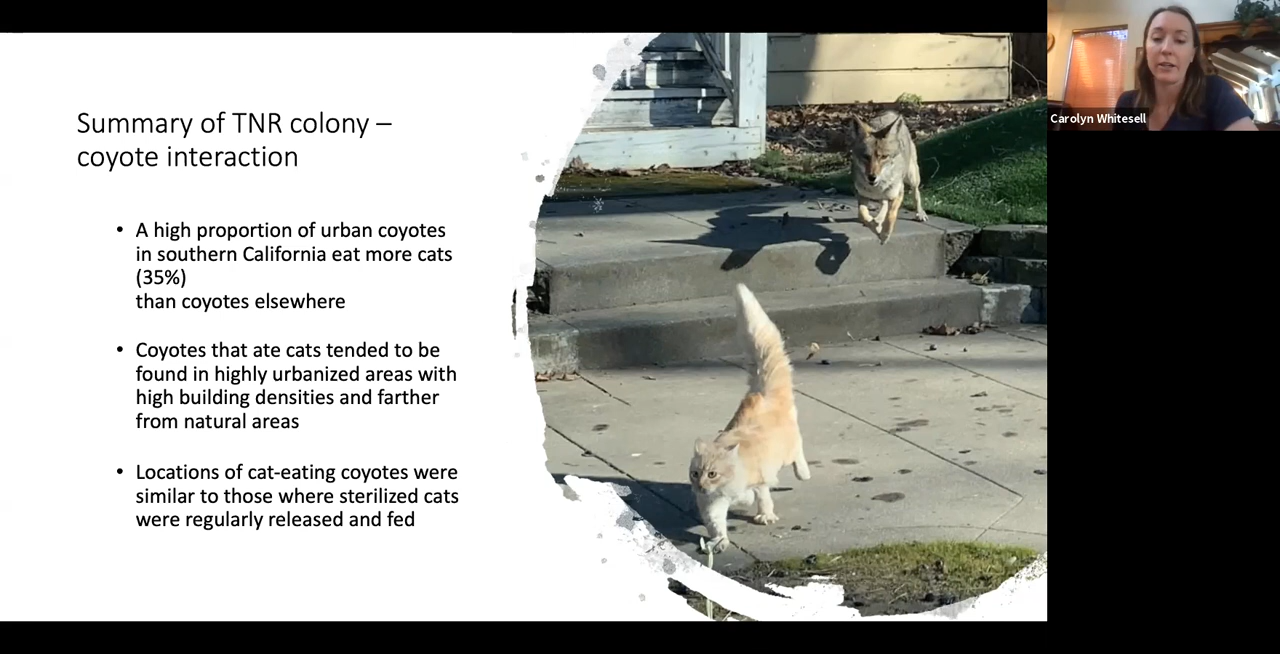 Summary of TNR colony –
coyote interaction
• A high proportion of urban coyotes
in southern California eat more cats
(35%)
than coyotes elsewhere
• Coyotes that ate cats tended to be
found in highly urbanized areas with
high building densities and farther
from natural areas
• Locations of cat-eating coyotes were
similar to those where sterilized cats
were regularly released and fed
Carolyn Whitesell